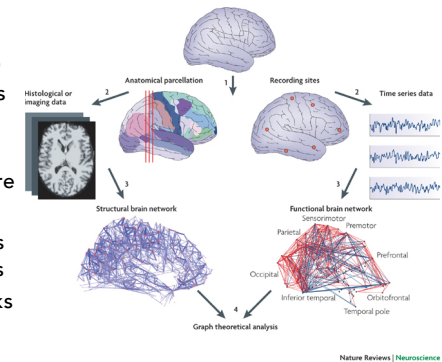 s
re
s
s
ks
1
Anatomical parcellation
Recording sites
Histological or
imaging data
2
2
Time series data
3
3
Structural brain network
Functional brain network
Sensorimotor
Premotor
Parietal
Prefrontal
Occipital
Inferior temporal
Orbitofrontal
Temporal pole
4
Graph theoretical analysis
Nature Reviews | Neuroscience